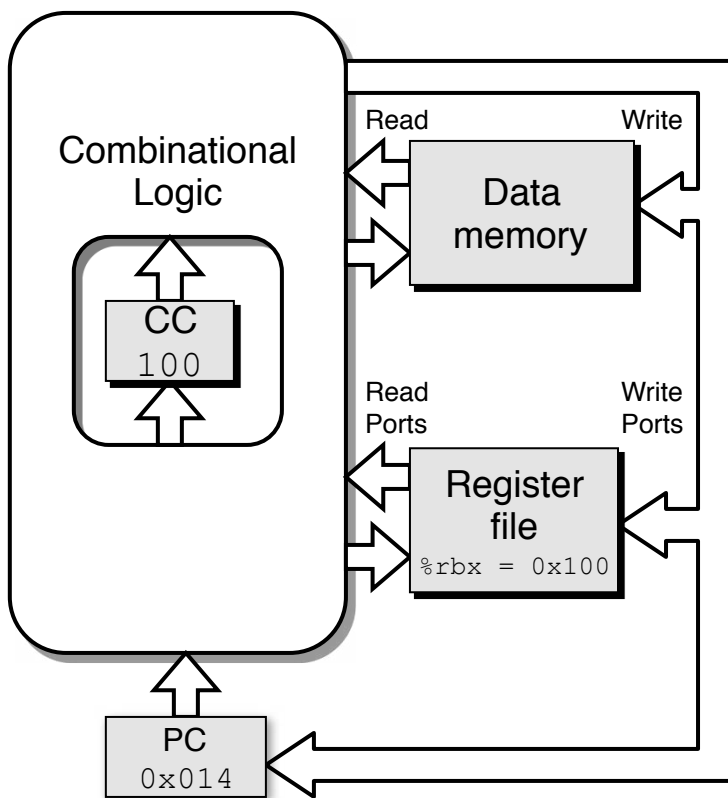 Combinational
Logic
CC
100
Read
Write
Data
memory
Read
Ports
Write
Ports
Register
file
%rbx = 0x100
PC
0x014